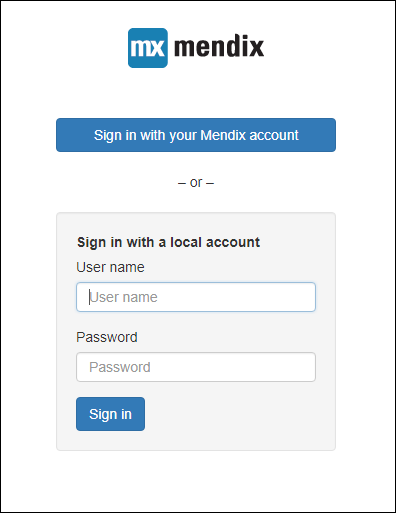 mx mendix
Sign in with your Mendix account
– or –
Sign in with a local account
User name
User name
Password
Password
Sign in